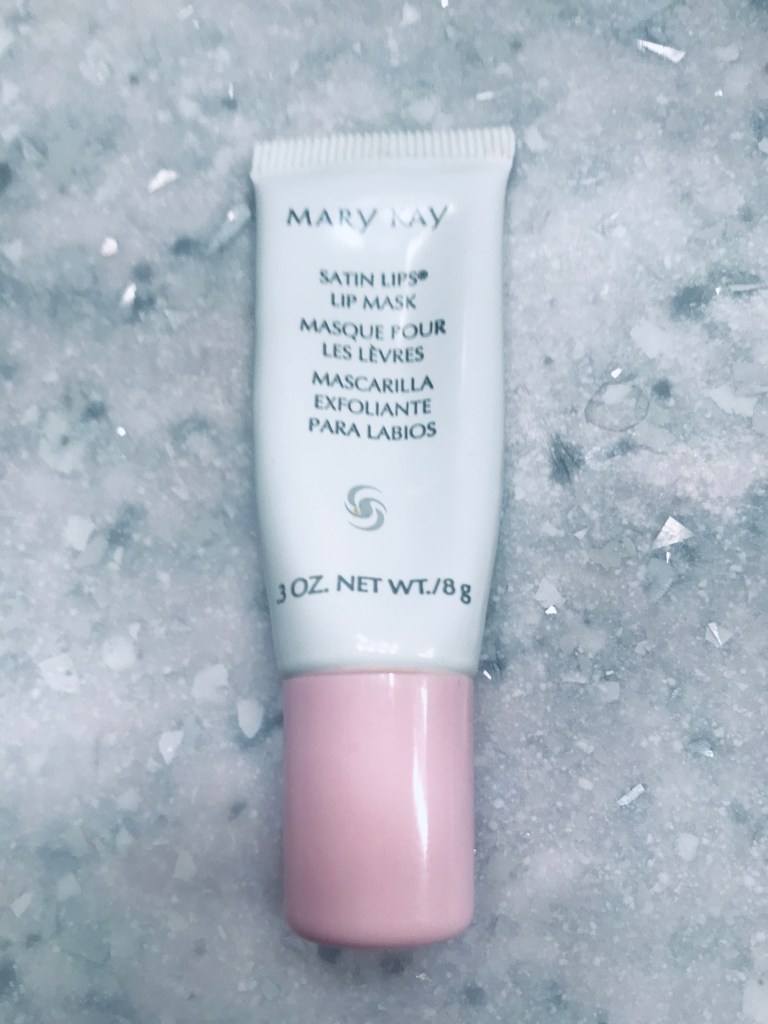 MARY KAY
SATIN LIPS®
LIP MASK
MASQUE POUR
LES LÈVRES
MASCARILLA
EXFOLIANTE
PARA LABIOS
.3 OZ. NET WT./8 g